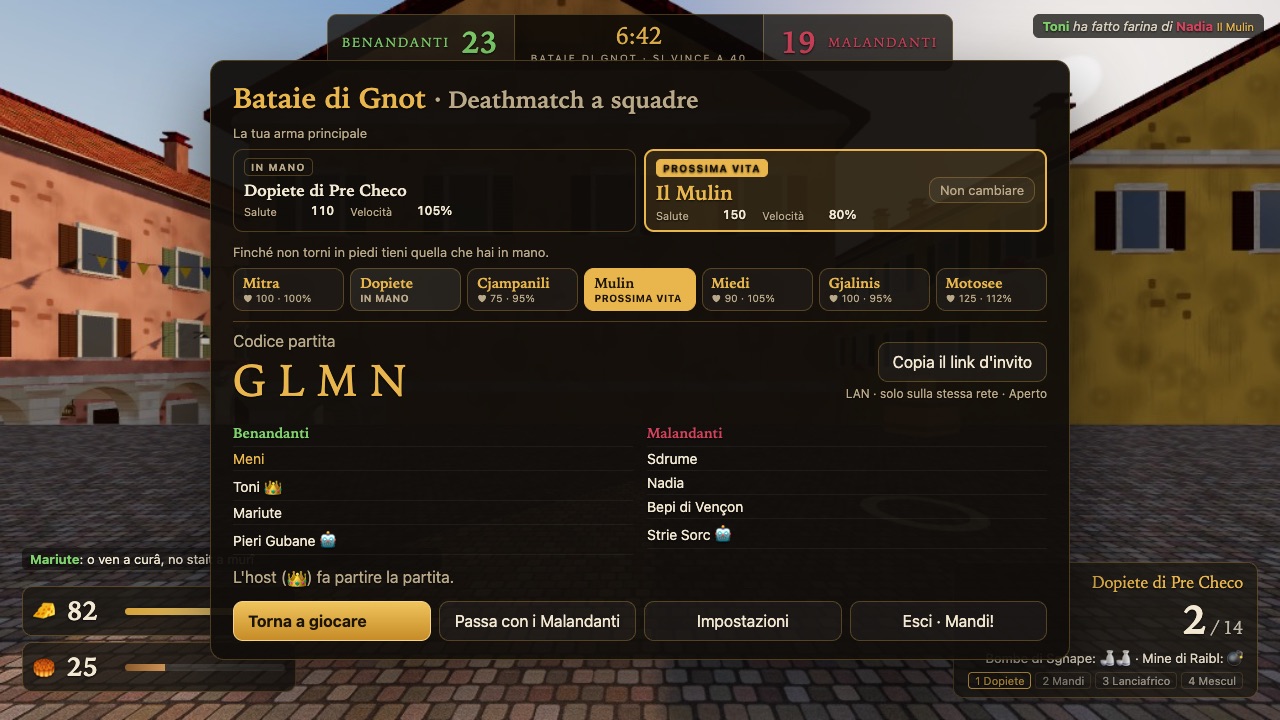 BENANDANTI 23
6:42
BATAIE DI GNOT · SI VINCE A 40
19 MALANDANTI
Toni ha fatto farina di Nadia Il Mulin
Bataie di Gnot · Deathmatch a squadre
La tua arma principale
IN MANO
Dopiete di Pre Checo
Salute 110 Velocità 105%
PROSSIMA VITA
Il Mulin
Salute 150 Velocità 80%
Non cambiare
Finché non torni in piedi tieni quella che hai in mano.
Mitra
♥ 100 · 100%
Dopiete
IN MANO
Cjampanili
♥ 75 · 95%
Mulin
PROSSIMA VITA
Miedi
♥ 90 · 105%
Gjalinis
♥ 100 · 95%
Motosee
♥ 125 · 112%
Codice partita
GLMN
Copia il link d'invito
LAN · solo sulla stessa rete · Aperto
Benandanti
Meni
Toni 👑
Mariute
Pieri Gubane 🤖
Malandanti
Sdrume
Nadia
Bepi di Vençon
Strie Sorc 🤖
L'host (👑) fa partire la partita.
Torna a giocare
Passa con i Malandanti
Impostazioni
Esci · Mandi!
Mariute: o ven a curâ, no stait a muri
82
25
Dopiete di Pre Checo
2 / 14
Bombe di Sgnape: · Mine di Raibl:
1 Dopiete
2 Mandi
3 Lanciafrico
4 Mescul